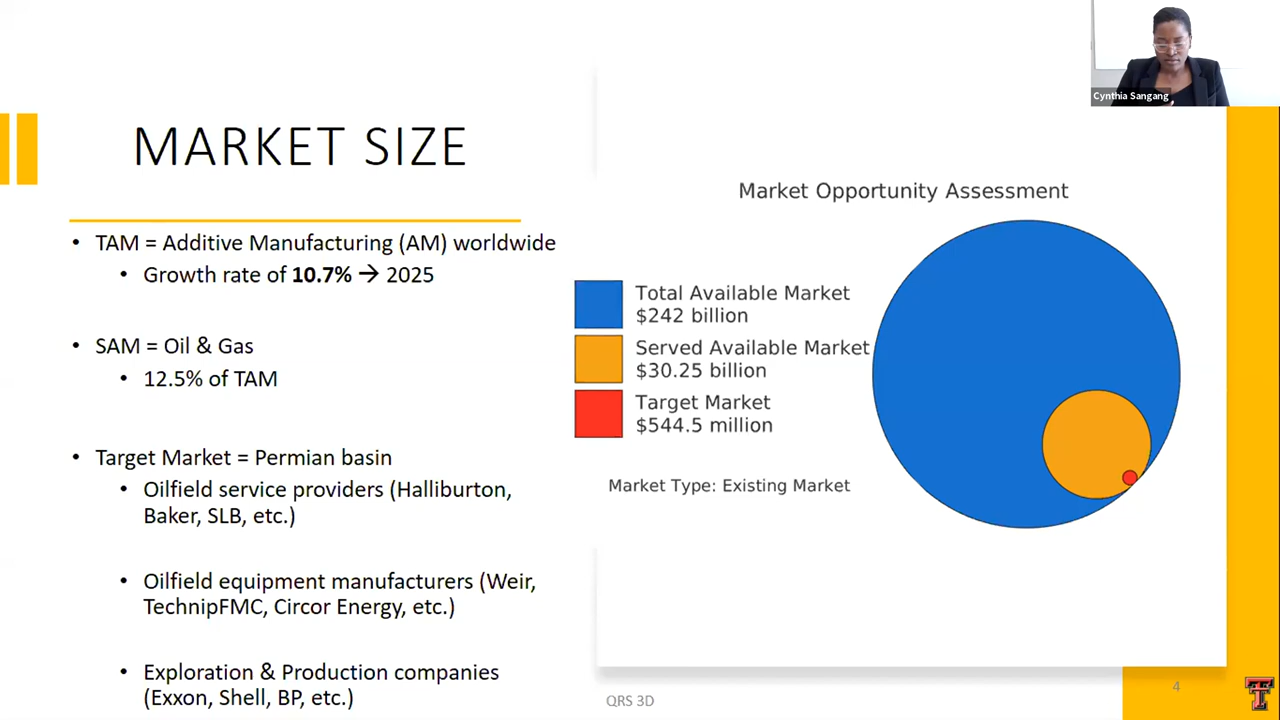 Cynthia Sangang
MARKET SIZE
• TAM = Additive Manufacturing (AM) worldwide
• Growth rate of 10.7% → 2025
• SAM = Oil & Gas
• 12.5% of TAM
• Target Market = Permian basin
• Oilfield service providers (Halliburton,
Baker, SLB, etc.)
• Oilfield equipment manufacturers (Weir,
TechnipFMC, Circor Energy, etc.)
• Exploration & Production companies
(Exxon, Shell, BP, etc.)
Market Opportunity Assessment
Total Available Market
$242 billion
Served Available Market
$30.25 billion
Target Market
$544.5 million
Market Type: Existing Market
QRS 3D
4
T